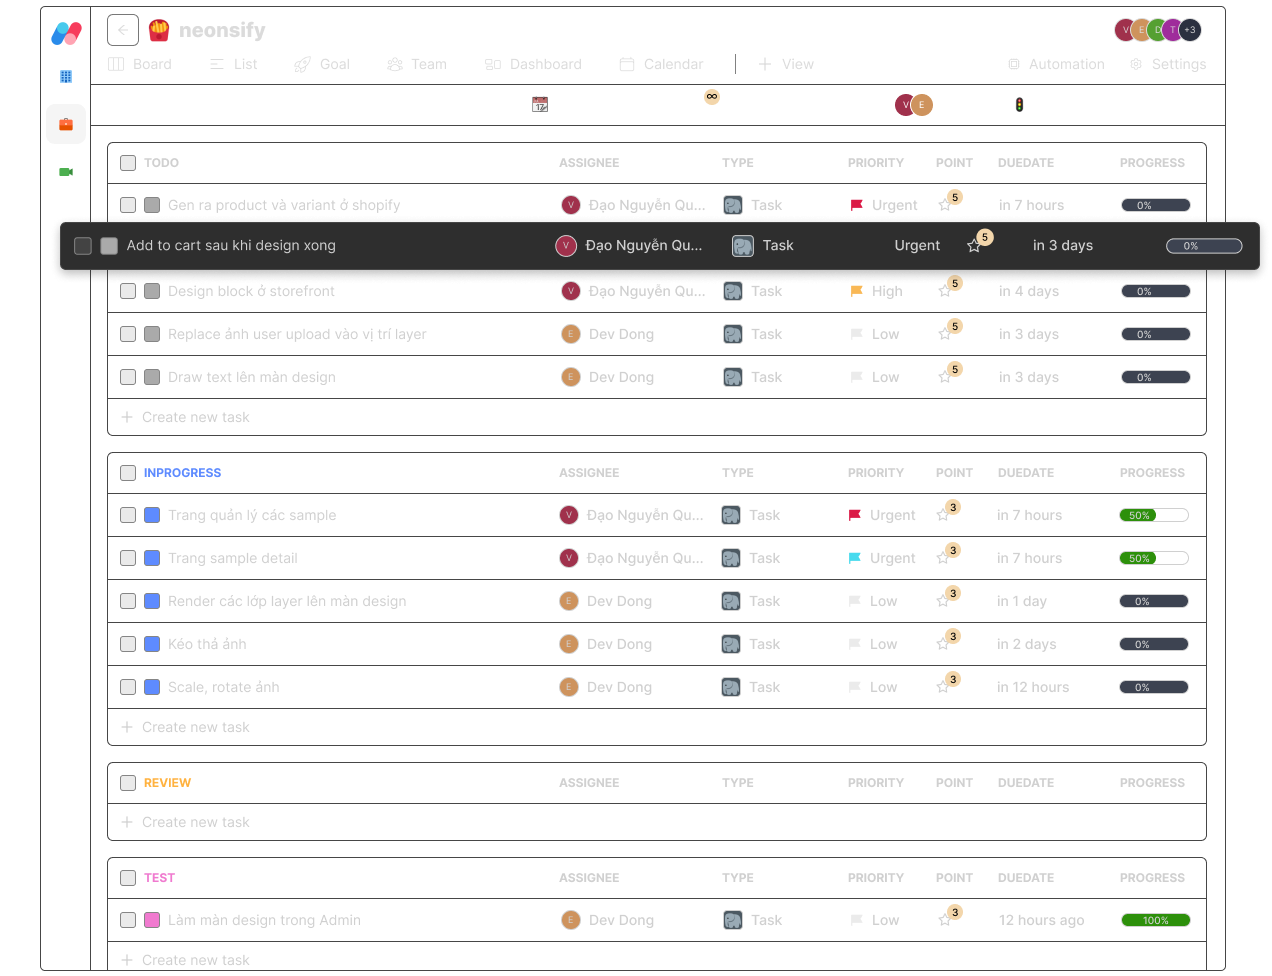 neonsify
V E D T +3
Board List Goal Team Dashboard Calendar + View Automation Settings
17 ∞ V E
TODO ASSIGNEE TYPE PRIORITY POINT DUEDATE PROGRESS
Gen ra product và variant ở shopify V Đạo Nguyễn Qu... Task Urgent 5 in 7 hours 0%
Add to cart sau khi design xong V Đạo Nguyễn Qu... Task Urgent 5 in 3 days 0%
Design block ở storefront V Đạo Nguyễn Qu... Task High 5 in 4 days 0%
Replace ảnh user upload vào vị trí layer E Dev Dong Task Low 5 in 3 days 0%
Draw text lên màn design E Dev Dong Task Low 5 in 3 days 0%
+ Create new task
INPROGRESS ASSIGNEE TYPE PRIORITY POINT DUEDATE PROGRESS
Trang quản lý các sample V Đạo Nguyễn Qu... Task Urgent 3 in 7 hours 50%
Trang sample detail V Đạo Nguyễn Qu... Task Urgent 3 in 7 hours 50%
Render các lớp layer lên màn design E Dev Dong Task Low 3 in 1 day 0%
Kéo thả ảnh E Dev Dong Task Low 3 in 2 days 0%
Scale, rotate ảnh E Dev Dong Task Low 3 in 12 hours 0%
+ Create new task
REVIEW ASSIGNEE TYPE PRIORITY POINT DUEDATE PROGRESS
+ Create new task
TEST ASSIGNEE TYPE PRIORITY POINT DUEDATE PROGRESS
Làm màn design trong Admin E Dev Dong Task Low 3 12 hours ago 100%
+ Create new task